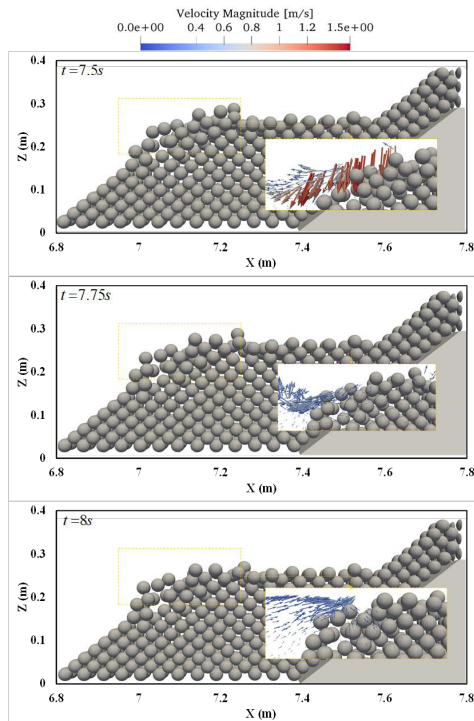 Velocity Magnitude [m/s]
0.0e+00 0.4 0.6 0.8 1 1.2 1.5e+00
t=7.5s
0.4
0.3
0.2
0.1
0
Z (m)
6.8 7 7.2 7.4 7.6 7.8
X (m)
t=7.75s
0.4
0.3
0.2
0.1
0
Z (m)
6.8 7 7.2 7.4 7.6 7.8
X (m)
t=8s
0.4
0.3
0.2
0.1
0
Z (m)
6.8 7 7.2 7.4 7.6 7.8
X (m)